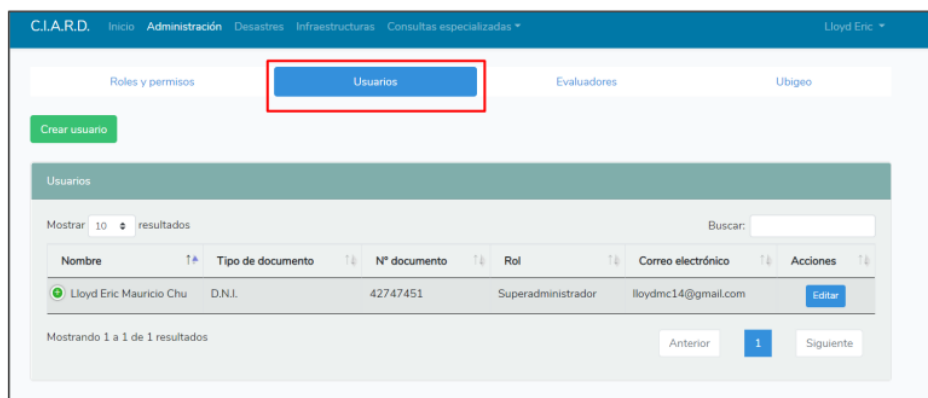 C.I.A.R.D. Inicio Administración Desastres Infraestructuras Consultas especializadas Lloyd Eric
Roles y permisos Usuarios Evaluadores Ubigeo
Crear usuario
Usuarios
Mostrar 10 resultados Buscar:
Nombre Tipo de documento N° documento Rol Correo electrónico Acciones
Lloyd Eric Mauricio Chu D.N.I. 42747451 Superadministrador lloydmc14@gmail.com Editar
Mostrando 1 a 1 de 1 resultados Anterior 1 Siguiente